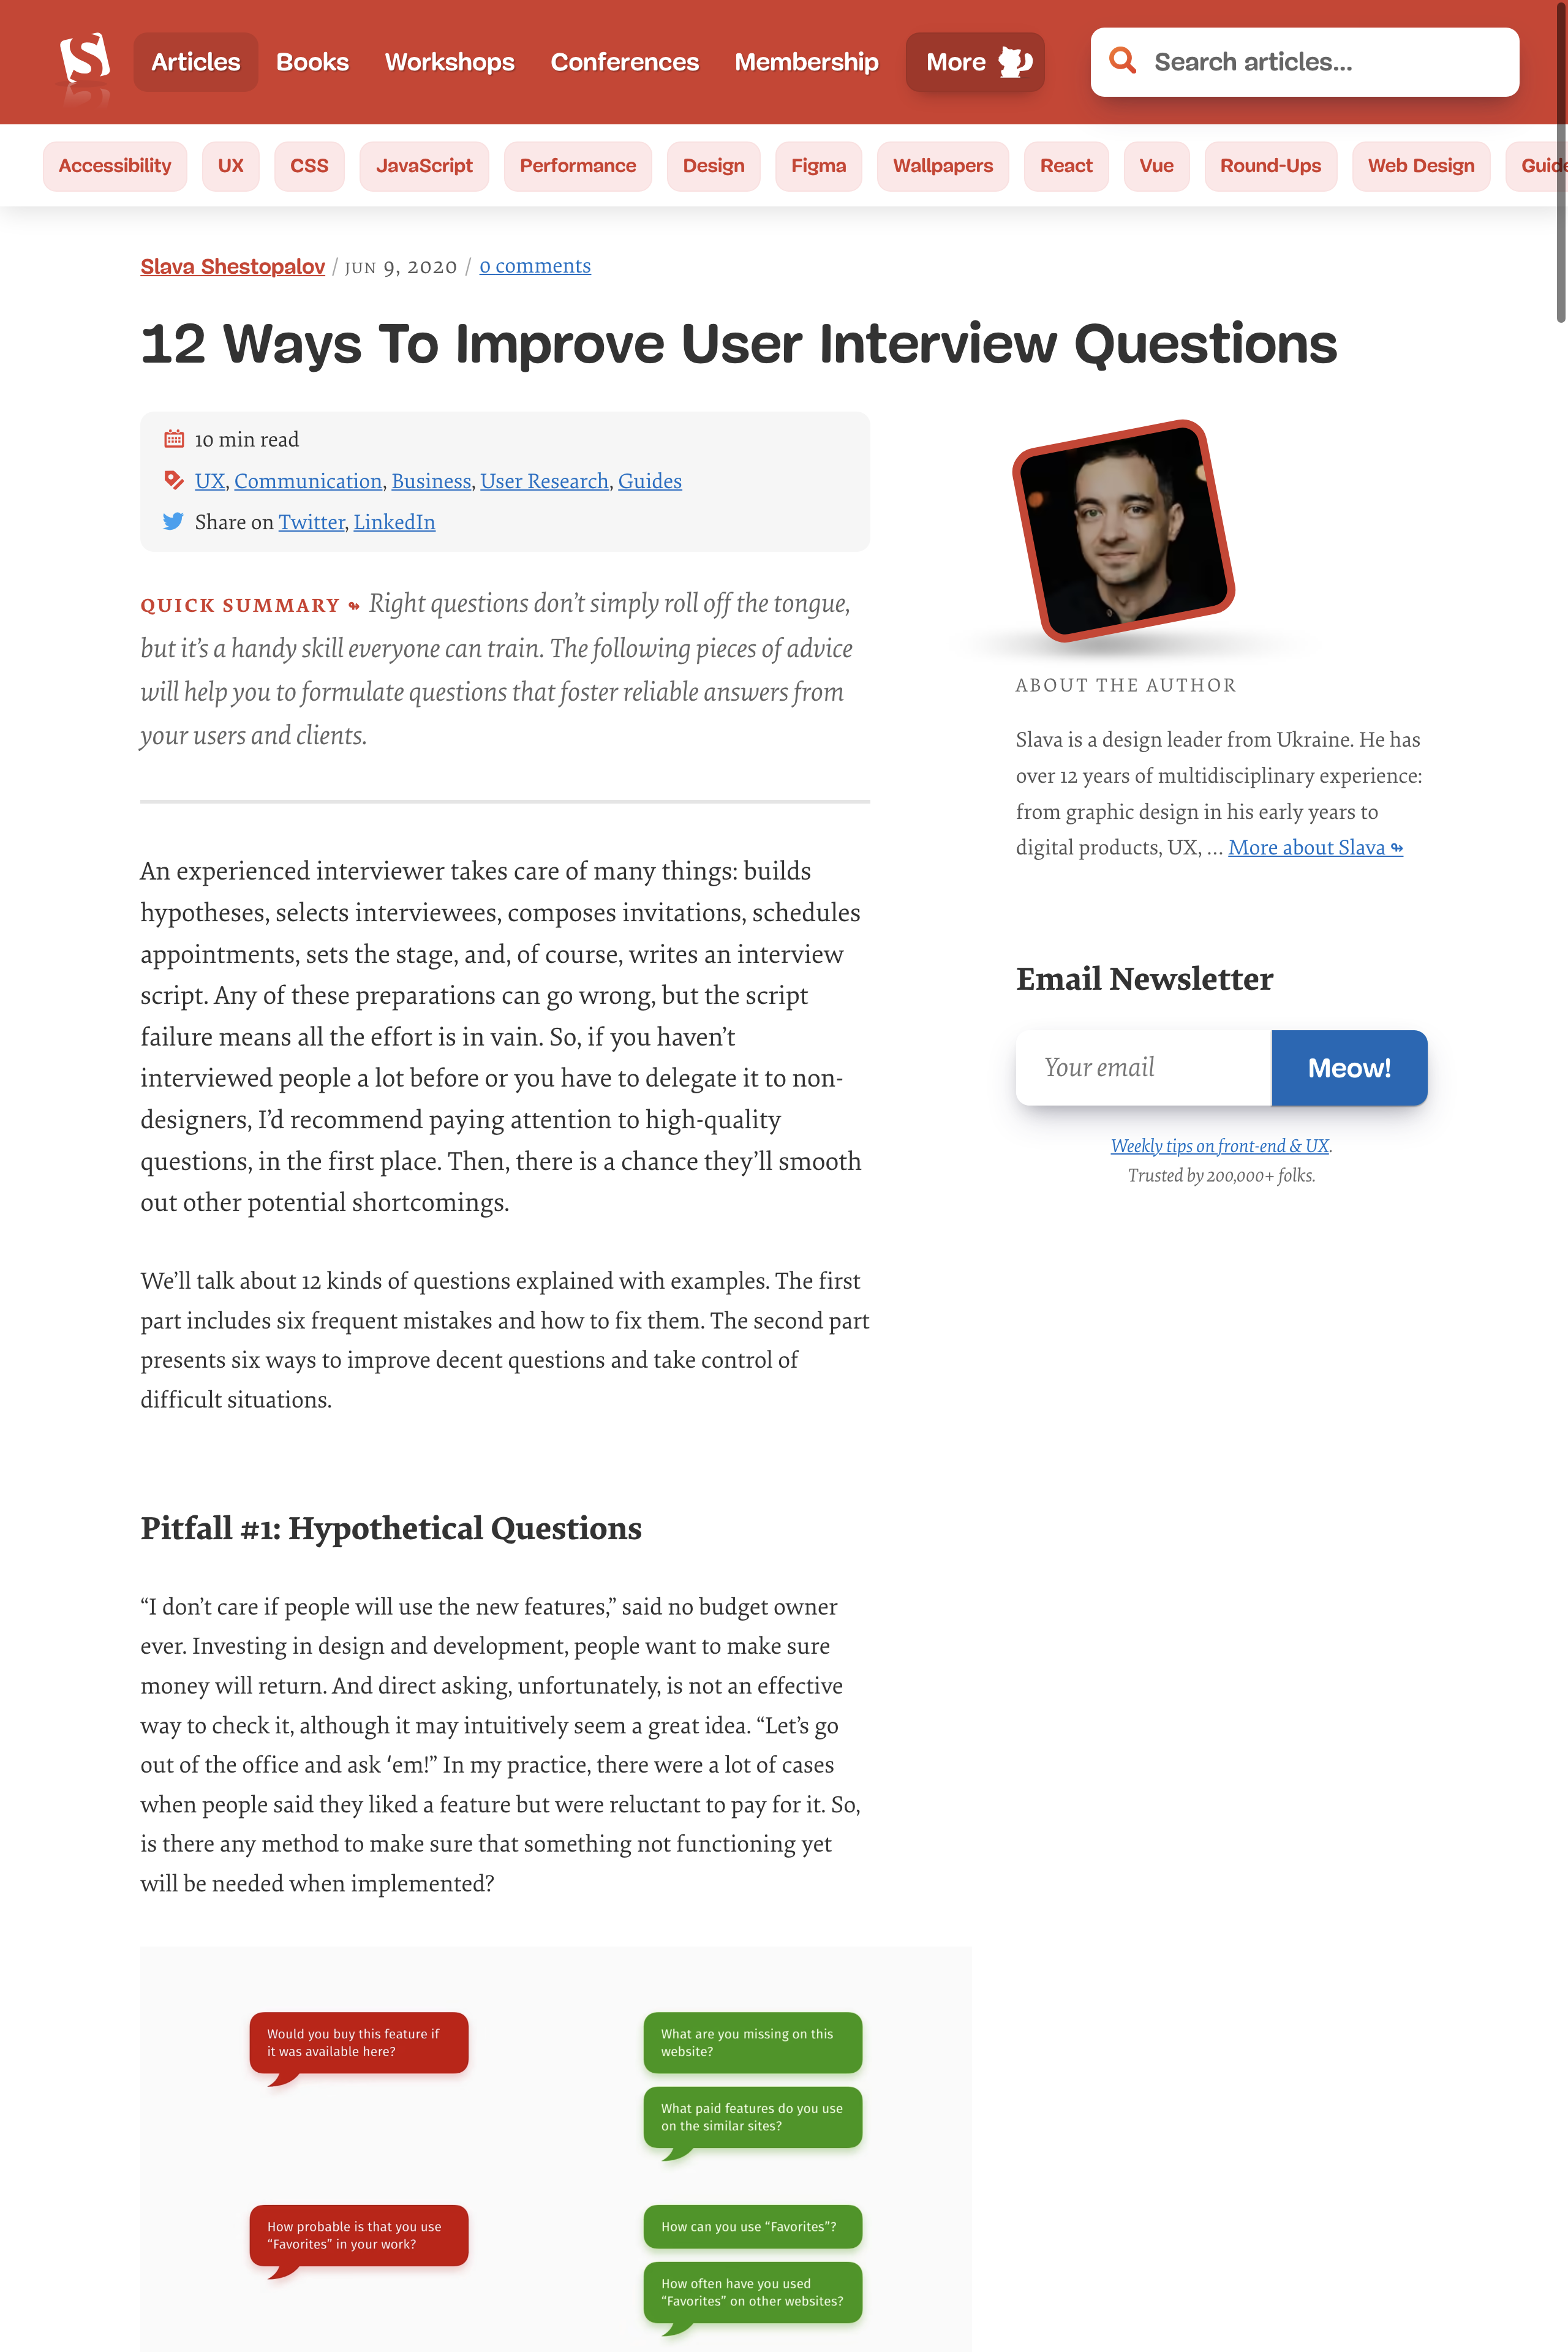 Articles Books Workshops Conferences Membership More Search articles...
Accessibility UX CSS JavaScript Performance Design Figma Wallpapers React Vue Round-Ups Web Design Guide
Slava Shestopalov / JUN 9, 2020 / 0 comments
12 Ways To Improve User Interview Questions
10 min read
UX, Communication, Business, User Research, Guides
Share on Twitter, LinkedIn
QUICK SUMMARY ↬ Right questions don’t simply roll off the tongue,
but it’s a handy skill everyone can train. The following pieces of advice
will help you to formulate questions that foster reliable answers from
your users and clients.
An experienced interviewer takes care of many things: builds
hypotheses, selects interviewees, composes invitations, schedules
appointments, sets the stage, and, of course, writes an interview
script. Any of these preparations can go wrong, but the script
failure means all the effort is in vain. So, if you haven’t
interviewed people a lot before or you have to delegate it to non-
designers, I’d recommend paying attention to high-quality
questions, in the first place. Then, there is a chance they’ll smooth
out other potential shortcomings.
We’ll talk about 12 kinds of questions explained with examples. The first
part includes six frequent mistakes and how to fix them. The second part
presents six ways to improve decent questions and take control of
difficult situations.
Pitfall #1: Hypothetical Questions
“I don’t care if people will use the new features,” said no budget owner
ever. Investing in design and development, people want to make sure
money will return. And direct asking, unfortunately, is not an effective
way to check it, although it may intuitively seem a great idea. “Let’s go
out of the office and ask ‘em!” In my practice, there were a lot of cases
when people said they liked a feature but were reluctant to pay for it. So,
is there any method to make sure that something not functioning yet
will be needed when implemented?
Would you buy this feature if
it was available here?
What are you missing on this
website?
What paid features do you use
on the similar sites?
How probable is that you use
“Favorites” in your work?
How can you use “Favorites”?
How often have you used
“Favorites” on other websites?
ABOUT THE AUTHOR
Slava is a design leader from Ukraine. He has
over 12 years of multidisciplinary experience:
from graphic design in his early years to
digital products, UX, … More about Slava ↬
Email Newsletter
Your email Meow!
Weekly tips on front-end & UX.
Trusted by 200,000+ folks.